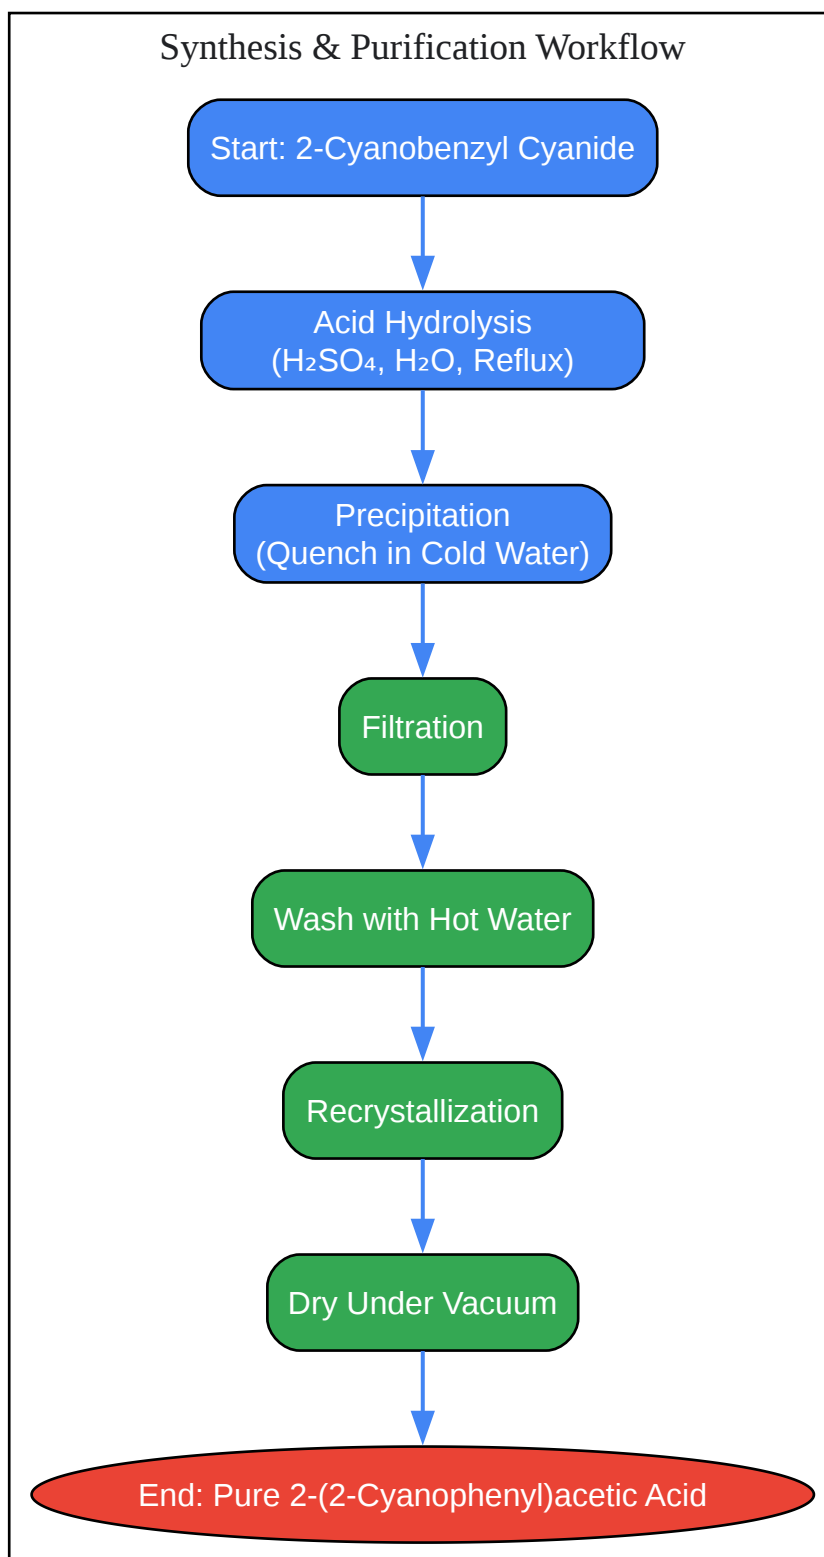 Synthesis & Purification Workflow
Start: 2-Cyanobenzyl Cyanide
Acid Hydrolysis
(H₂SO₄, H₂O, Reflux)
Precipitation
(Quench in Cold Water)
Filtration
Wash with Hot Water
Recrystallization
Dry Under Vacuum
End: Pure 2-(2-Cyanophenyl)acetic Acid